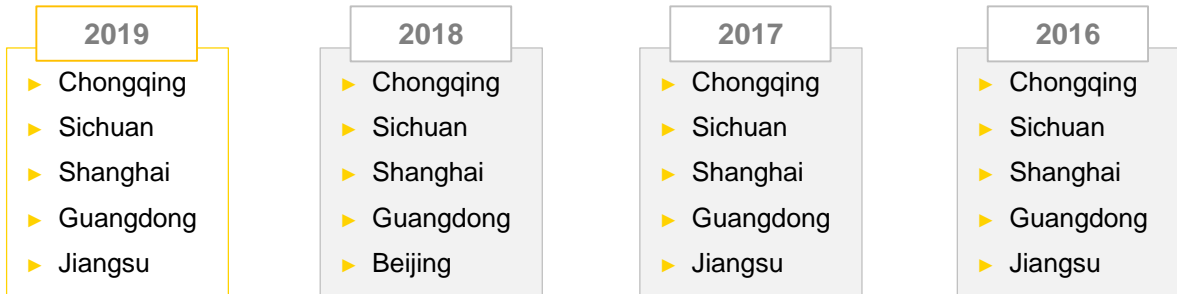 2019
► Chongqing
► Sichuan
► Shanghai
► Guangdong
► Jiangsu
2018
► Chongqing
► Sichuan
► Shanghai
► Guangdong
► Beijing
2017
► Chongqing
► Sichuan
► Shanghai
► Guangdong
► Jiangsu
2016
► Chongqing
► Sichuan
► Shanghai
► Guangdong
► Jiangsu